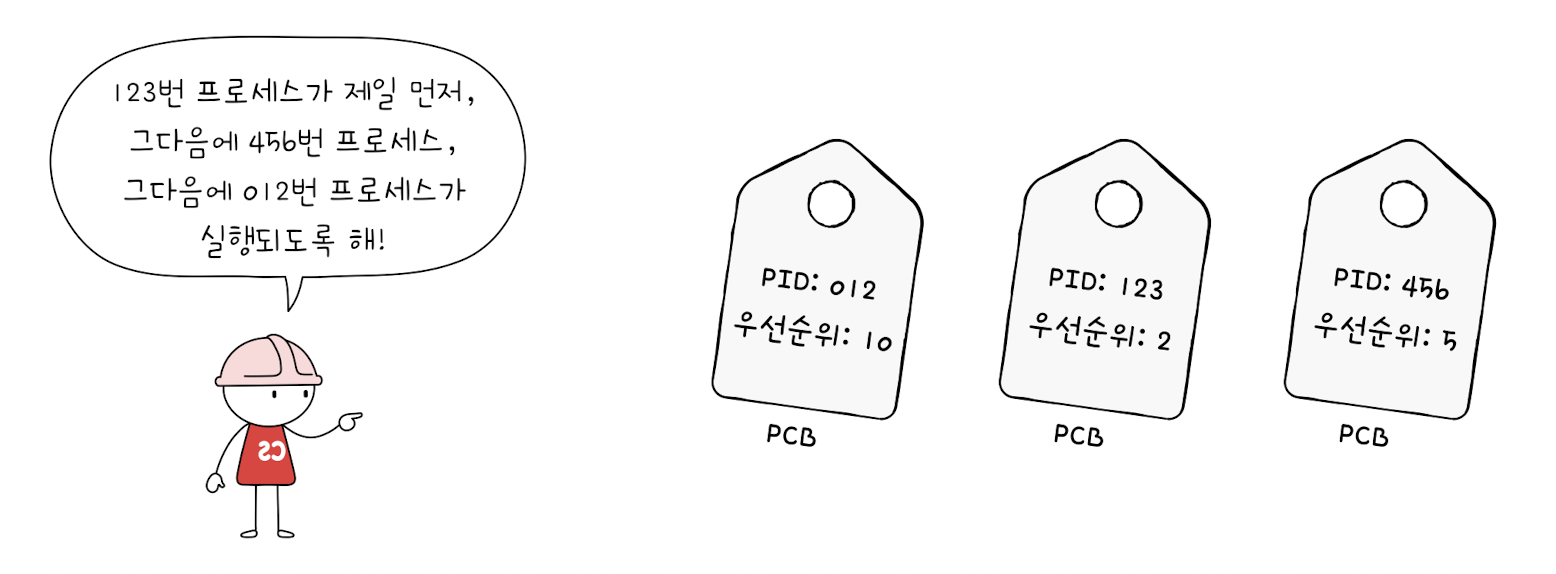 123번 프로세스가 제일 먼저,
그다음에 456번 프로세스,
그다음에 012번 프로세스가
실행되도록 해!
CS
PID: 012
우선순위: 10
PCB
PID: 123
우선순위: 2
PCB
PID: 456
우선순위: 5
PCB